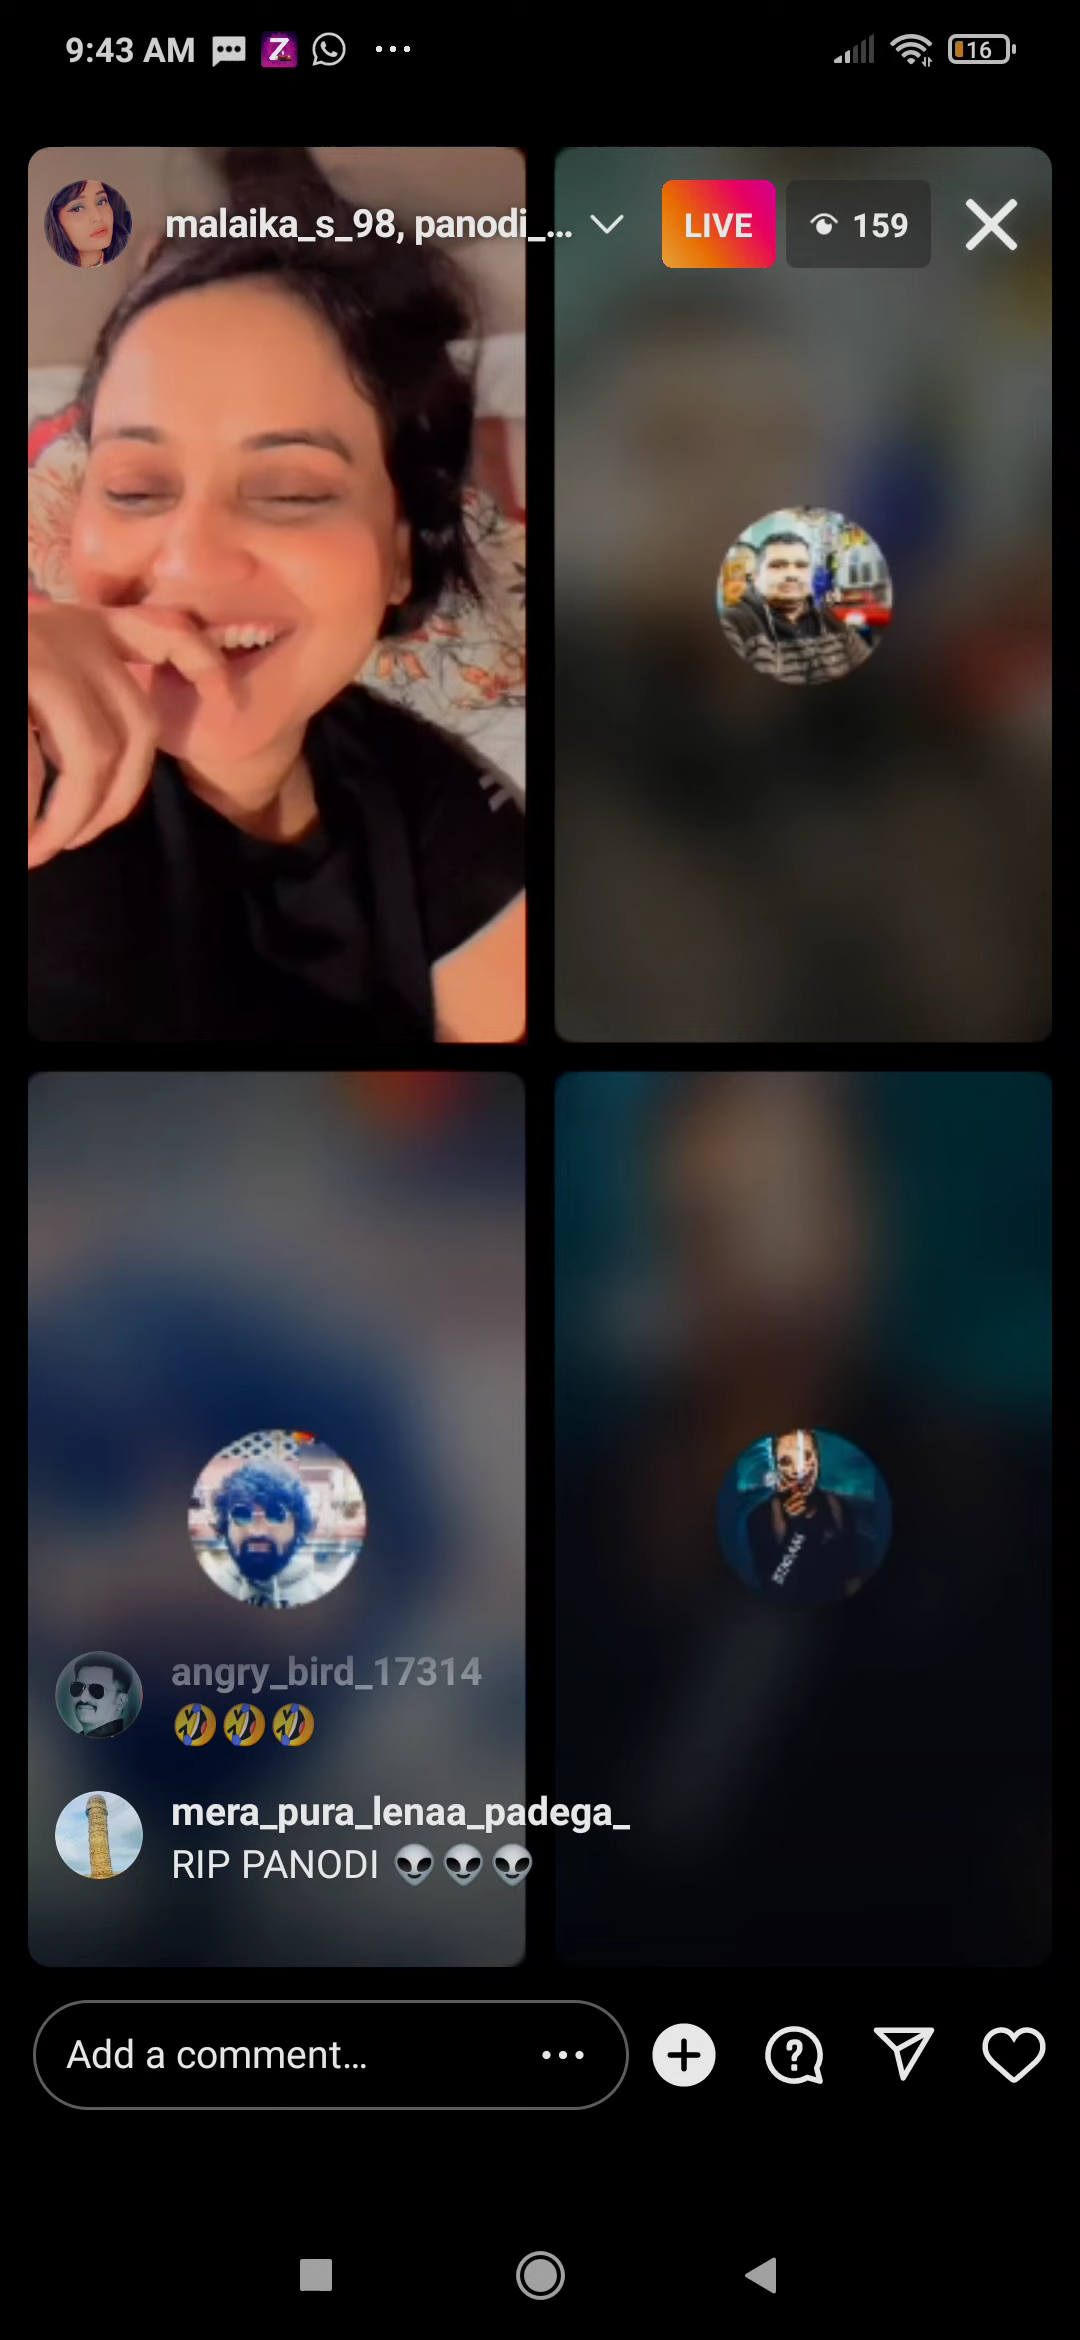 9:43 AM
16
malaika_s_98, panodi_...
LIVE
159
angry_bird_17314
🤣🤣🤣
mera_pura_lenaa_padega_
RIP PANODI 👽👽👽
Add a comment...